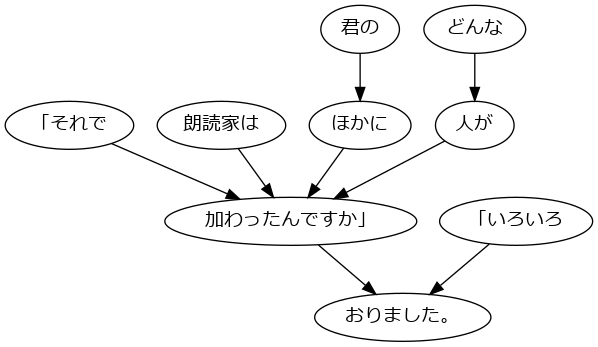 君の
どんな
「それで
朗読家は
ほかに
人が
加わったんですか」
「いろいろ
おりました。